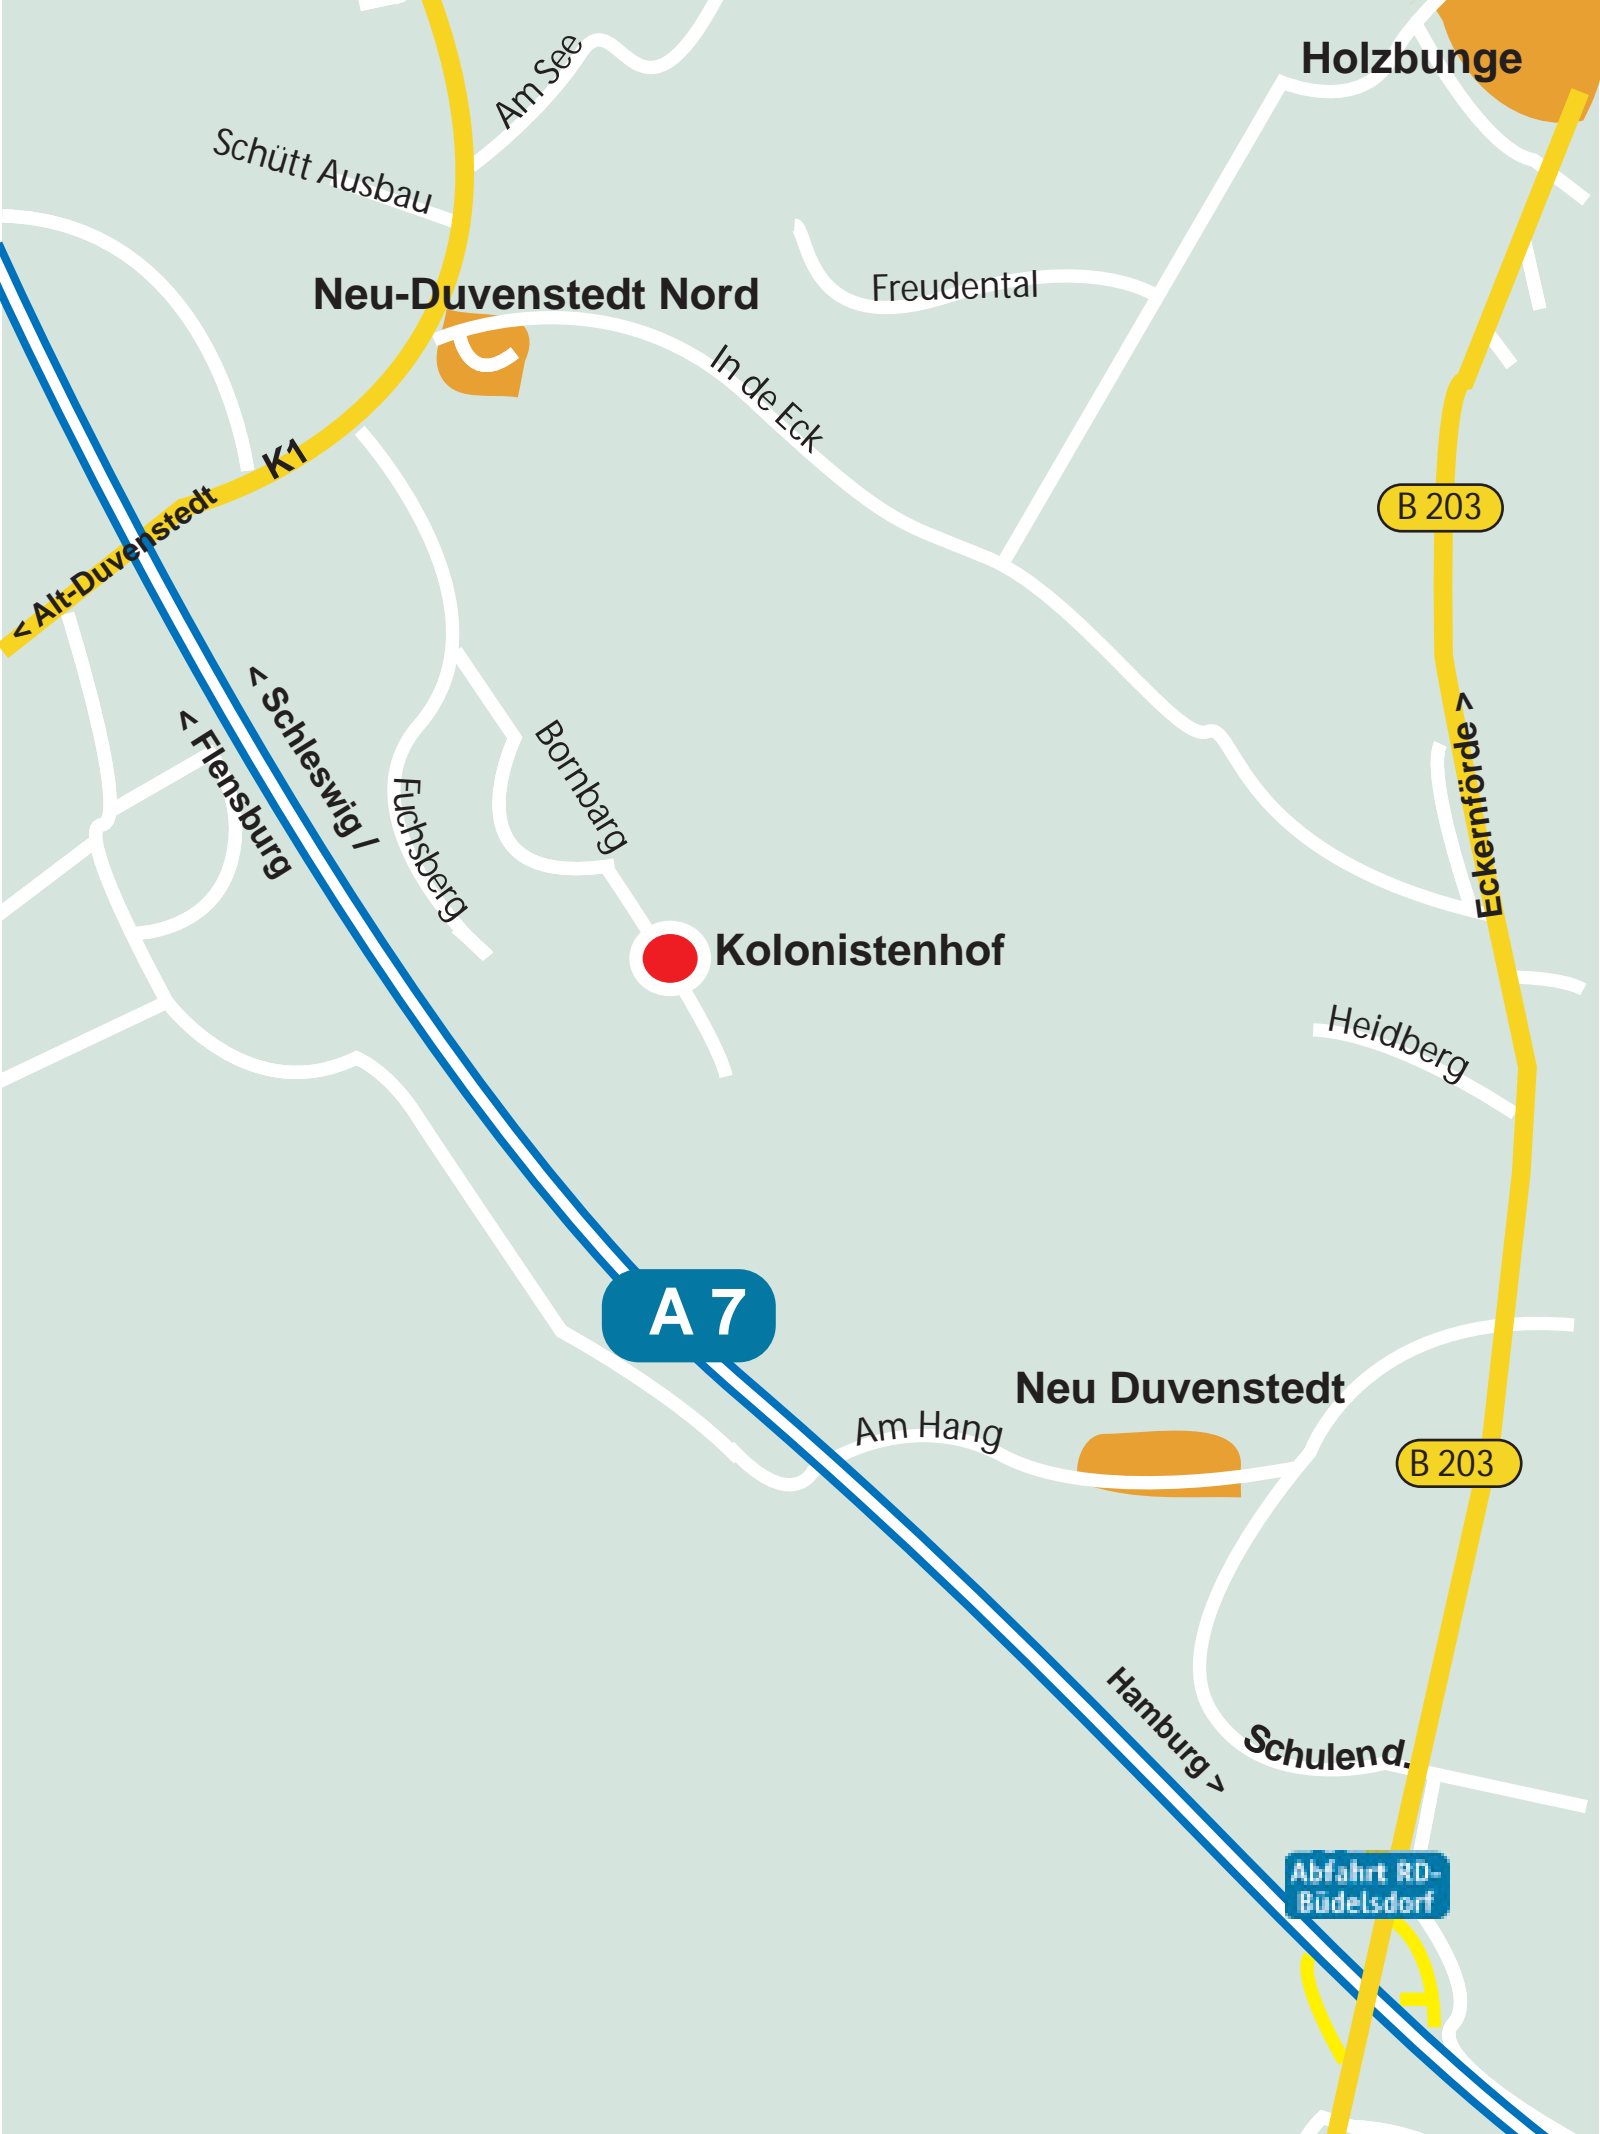 Am See
Holzbunge
Schütt Ausbau
Neu-Duvenstedt Nord
Freudental
In de Eck
K1
B 203
< Alt-Duvenstedt
< Schleswig /
< Flensburg
Eckernförde >
Bornbarg
Fuchsberg
Kolonistenhof
Heidberg
A 7
Neu Duvenstedt
Am Hang
B 203
Hamburg >
Schulend.
Abfahrt RD-
Büdelsdorf